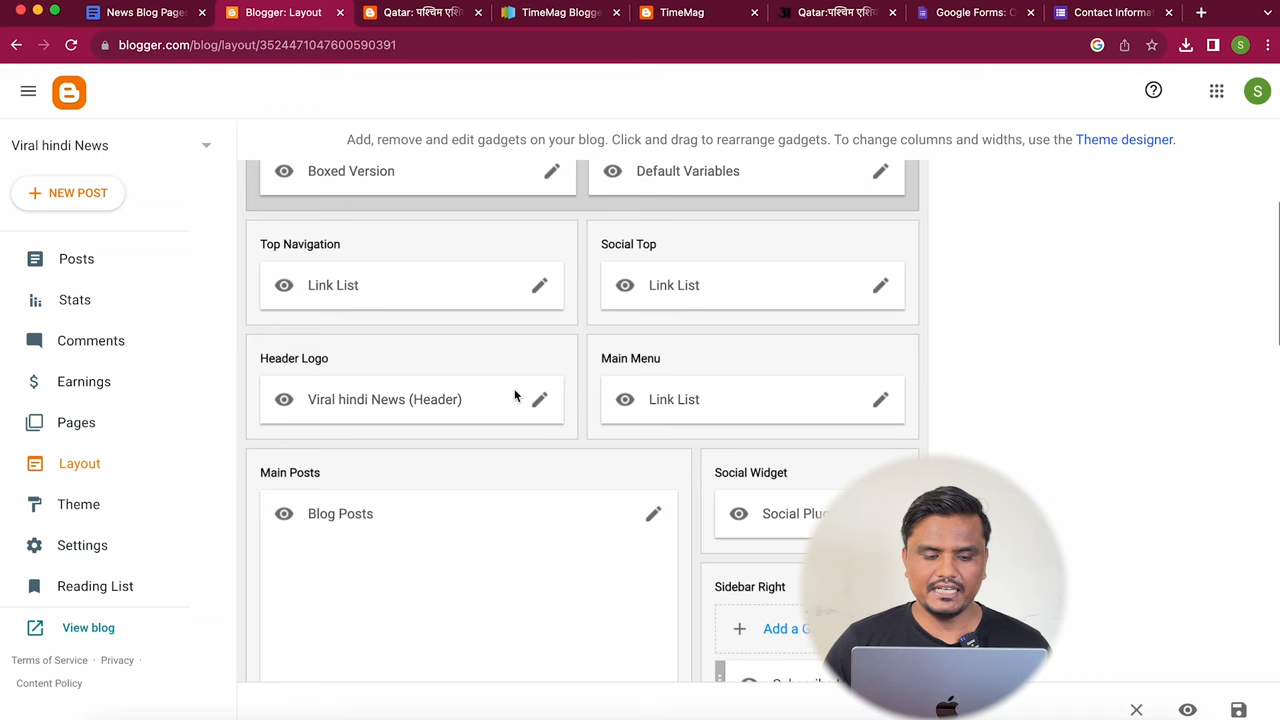 News Blog Page
Blogger: Layout
Qatar: पश्चिम एशि
TimeMag Blogge
TimeMag
Qatar:पश्चिम एशि
Google Forms: O
Contact Informa
blogger.com/blog/layout/3524471047600590391
S
S
Viral hindi News
Add, remove and edit gadgets on your blog. Click and drag to rearrange gadgets. To change columns and widths, use the Theme designer.
NEW POST
Boxed Version
Default Variables
Posts
Stats
Comments
Earnings
Pages
Layout
Theme
Settings
Reading List
View blog
Terms of Service · Privacy ·
Content Policy
Top Navigation
Link List
Social Top
Link List
Header Logo
Viral hindi News (Header)
Main Menu
Link List
Main Posts
Blog Posts
Social Widget
Social Plu
Sidebar Right
Add a G